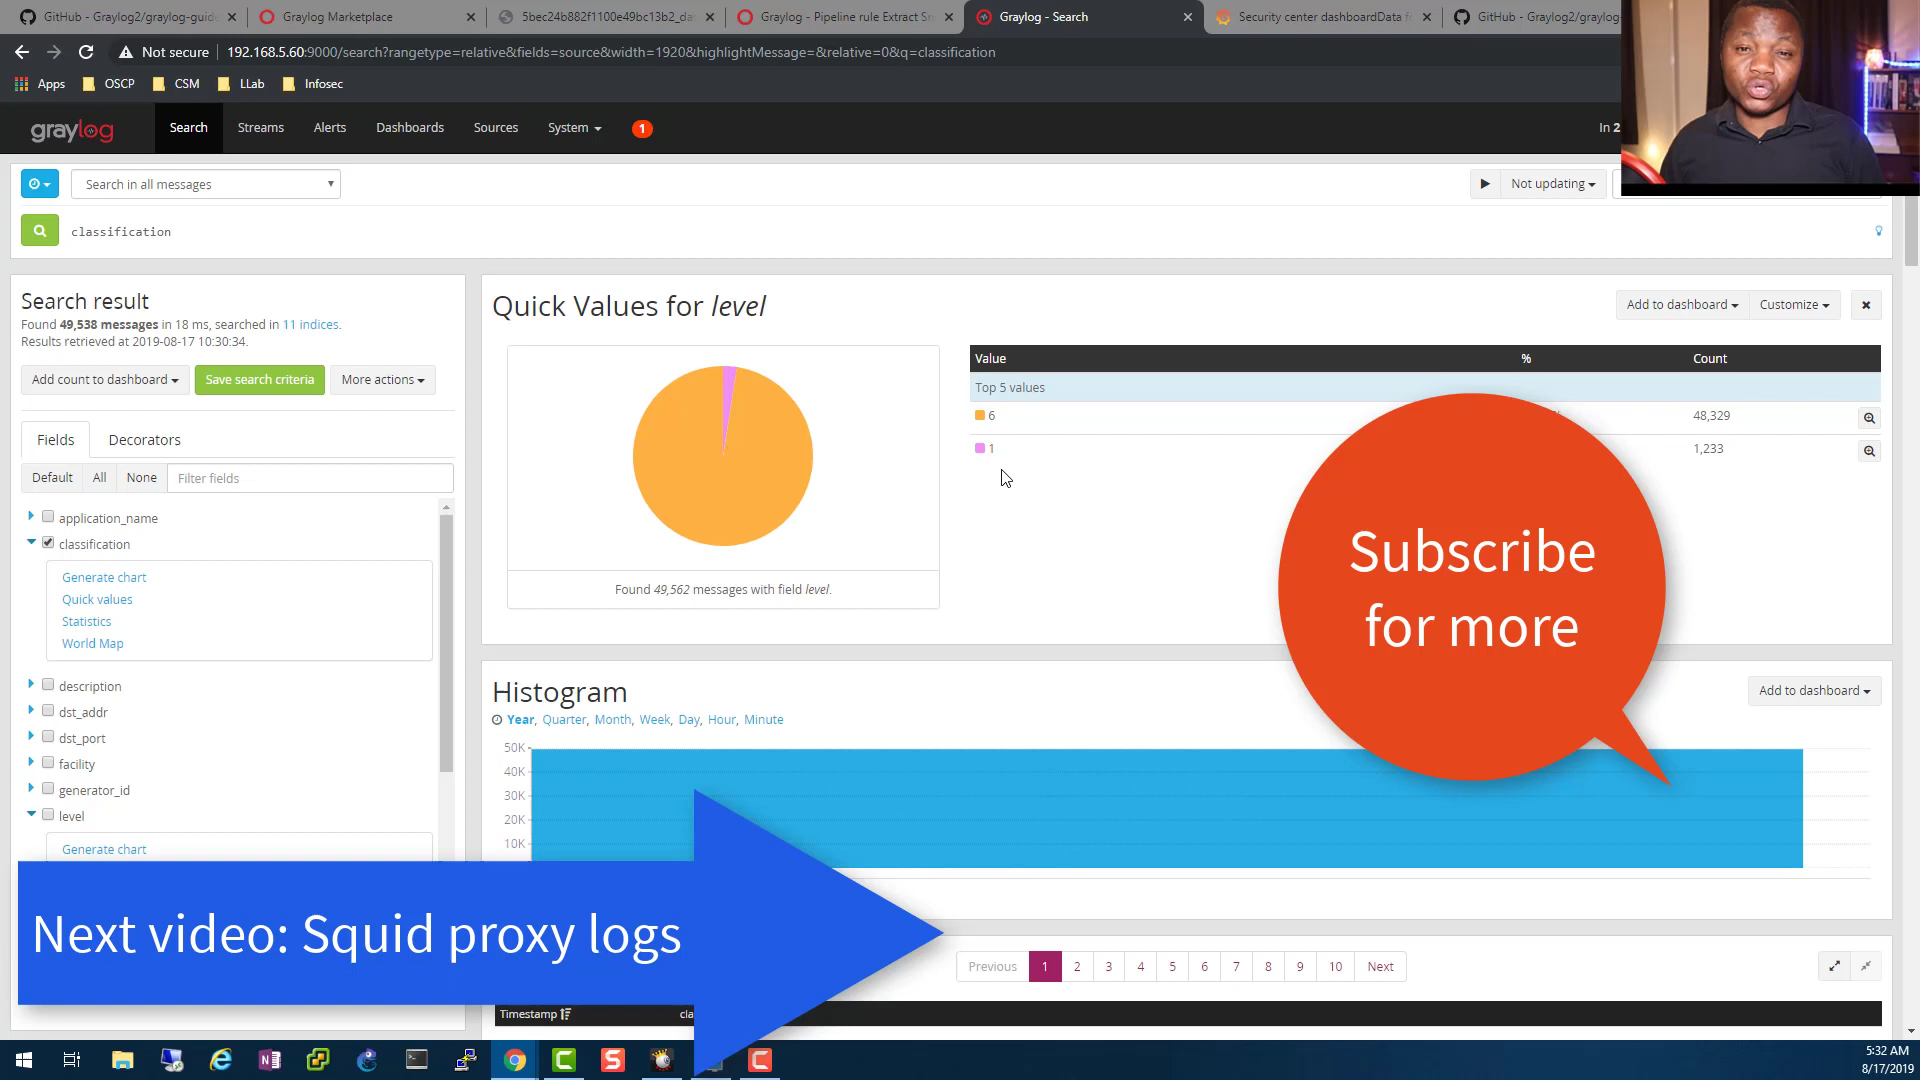 GitHub - Graylog2/graylog-guide
Graylog Marketplace
5bec24b882f1100e49bc13b2_da
Graylog - Pipeline rule Extract Sn
Graylog - Search
Security center dashboardData f
GitHub - Graylog2/graylog
Not secure
192.168.5.60:9000/search?rangetype=relative&fields=source&width=1920&highlightMessage=&relative=0&q=classification
Apps
OSCP
CSM
LLab
Infosec
graylog
Search
Streams
Alerts
Dashboards
Sources
System
1
In 2
Search in all messages
Not updating
classification
Search result
Found 49,538 messages in 18 ms, searched in 11 indices.
Results retrieved at 2019-08-17 10:30:34.
Add count to dashboard
Save search criteria
More actions
Fields
Decorators
Default
All
None
Filter fields
application_name
classification
Generate chart
Quick values
Statistics
World Map
description
dst_addr
dst_port
facility
generator_id
level
Generate chart
Quick Values for level
Add to dashboard
Customize
Value % Count
Top 5 values
6 48,329
1 1,233
Found 49,562 messages with field level.
Subscribe
for more
Histogram
Add to dashboard
Year, Quarter, Month, Week, Day, Hour, Minute
50K
40K
30K
20K
10K
Next video: Squid proxy logs
Previous 1 2 3 4 5 6 7 8 9 10 Next
Timestamp cla
5:32 AM
8/17/2019